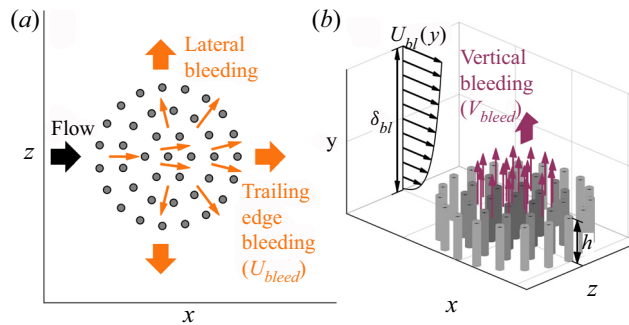 (a)
Lateral
bleeding
Flow
z
Trailing
edge
bleeding
(U_bleed)
x
(b)
U_bl(y)
Vertical
bleeding
(V_bleed)
δ_bl
y
h
x
z